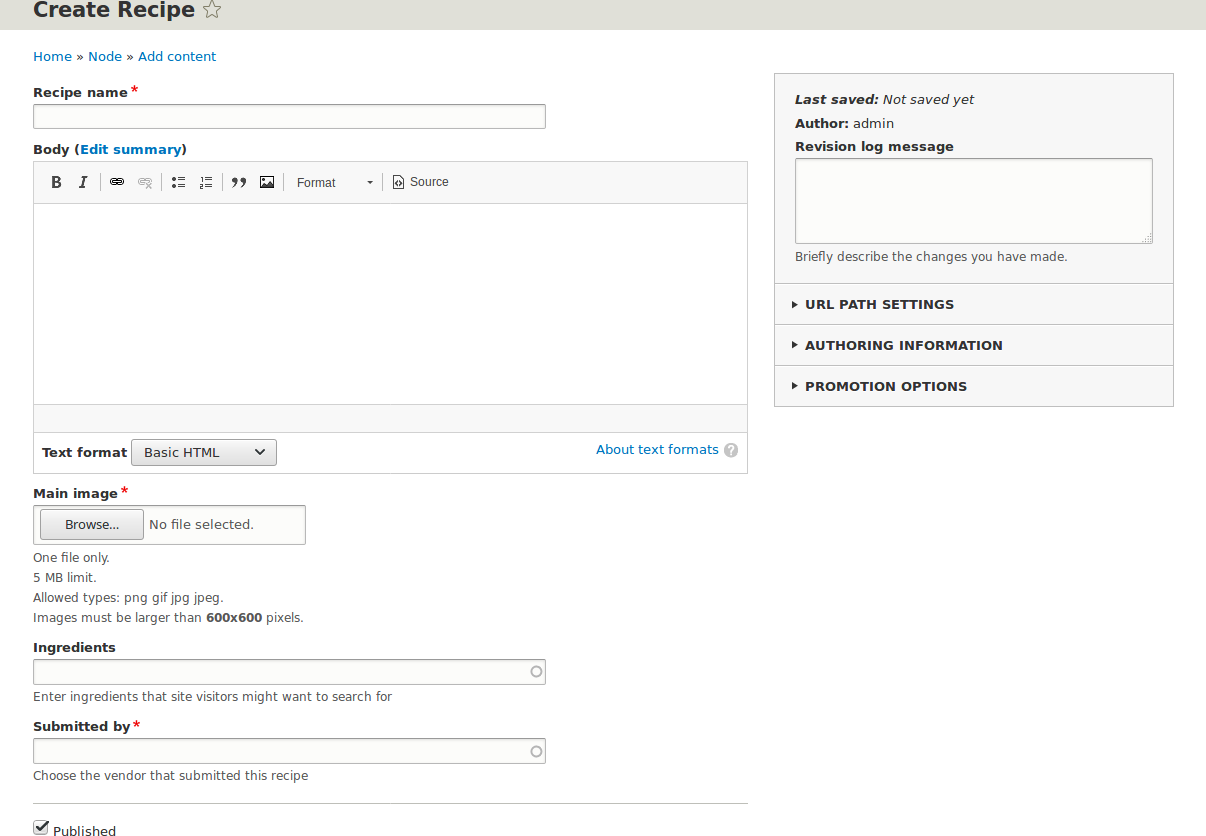 Create Recipe
Home » Node » Add content
Recipe name *
Body (Edit summary)
B I Format Source
Text format Basic HTML About text formats ?
Main image *
Browse... No file selected.
One file only.
5 MB limit.
Allowed types: png gif jpg jpeg.
Images must be larger than 600x600 pixels.
Ingredients
Enter ingredients that site visitors might want to search for
Submitted by *
Choose the vendor that submitted this recipe
Published
Last saved: Not saved yet
Author: admin
Revision log message
Briefly describe the changes you have made.
URL PATH SETTINGS
AUTHORING INFORMATION
PROMOTION OPTIONS